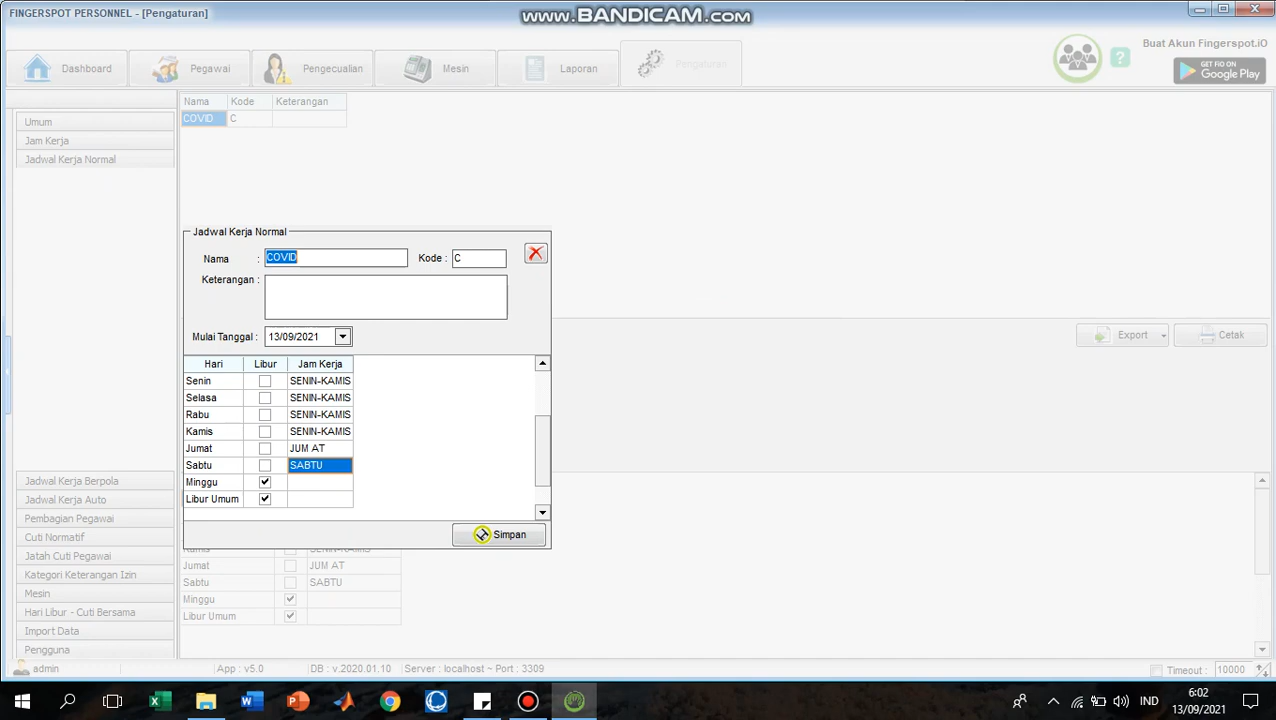 FINGERSPOT PERSONNEL - [Pengaturan]
www.BANDICAM.com
Dashboard
Pegawai
Pengecualian
Mesin
Laporan
Pengaturan
Buat Akun Fingerspot.iO
GET FIO ON
Google Play
Umum
Jam Kerja
Jadwal Kerja Normal
Nama Kode Keterangan
COVID C
Jadwal Kerja Normal
Nama : COVID Kode : C
Keterangan :
Mulai Tanggal : 13/09/2021
Export
Cetak
Hari Libur Jam Kerja
Senin SENIN-KAMIS
Selasa SENIN-KAMIS
Rabu SENIN-KAMIS
Kamis SENIN-KAMIS
Jumat JUM AT
Sabtu SABTU
Minggu
Libur Umum
Simpan
Kamis SENIN-KAMIS
Jumat JUM AT
Sabtu SABTU
Minggu
Libur Umum
Jadwal Kerja Berpola
Jadwal Kerja Auto
Pembagian Pegawai
Cuti Normatif
Jatah Cuti Pegawai
Kategori Keterangan Izin
Mesin
Hari Libur - Cuti Bersama
Import Data
Pengguna
admin
App : v5.0
DB : v.2020.01.10
Server : localhost ~ Port : 3309
Timeout : 10000
IND
6:02
13/09/2021